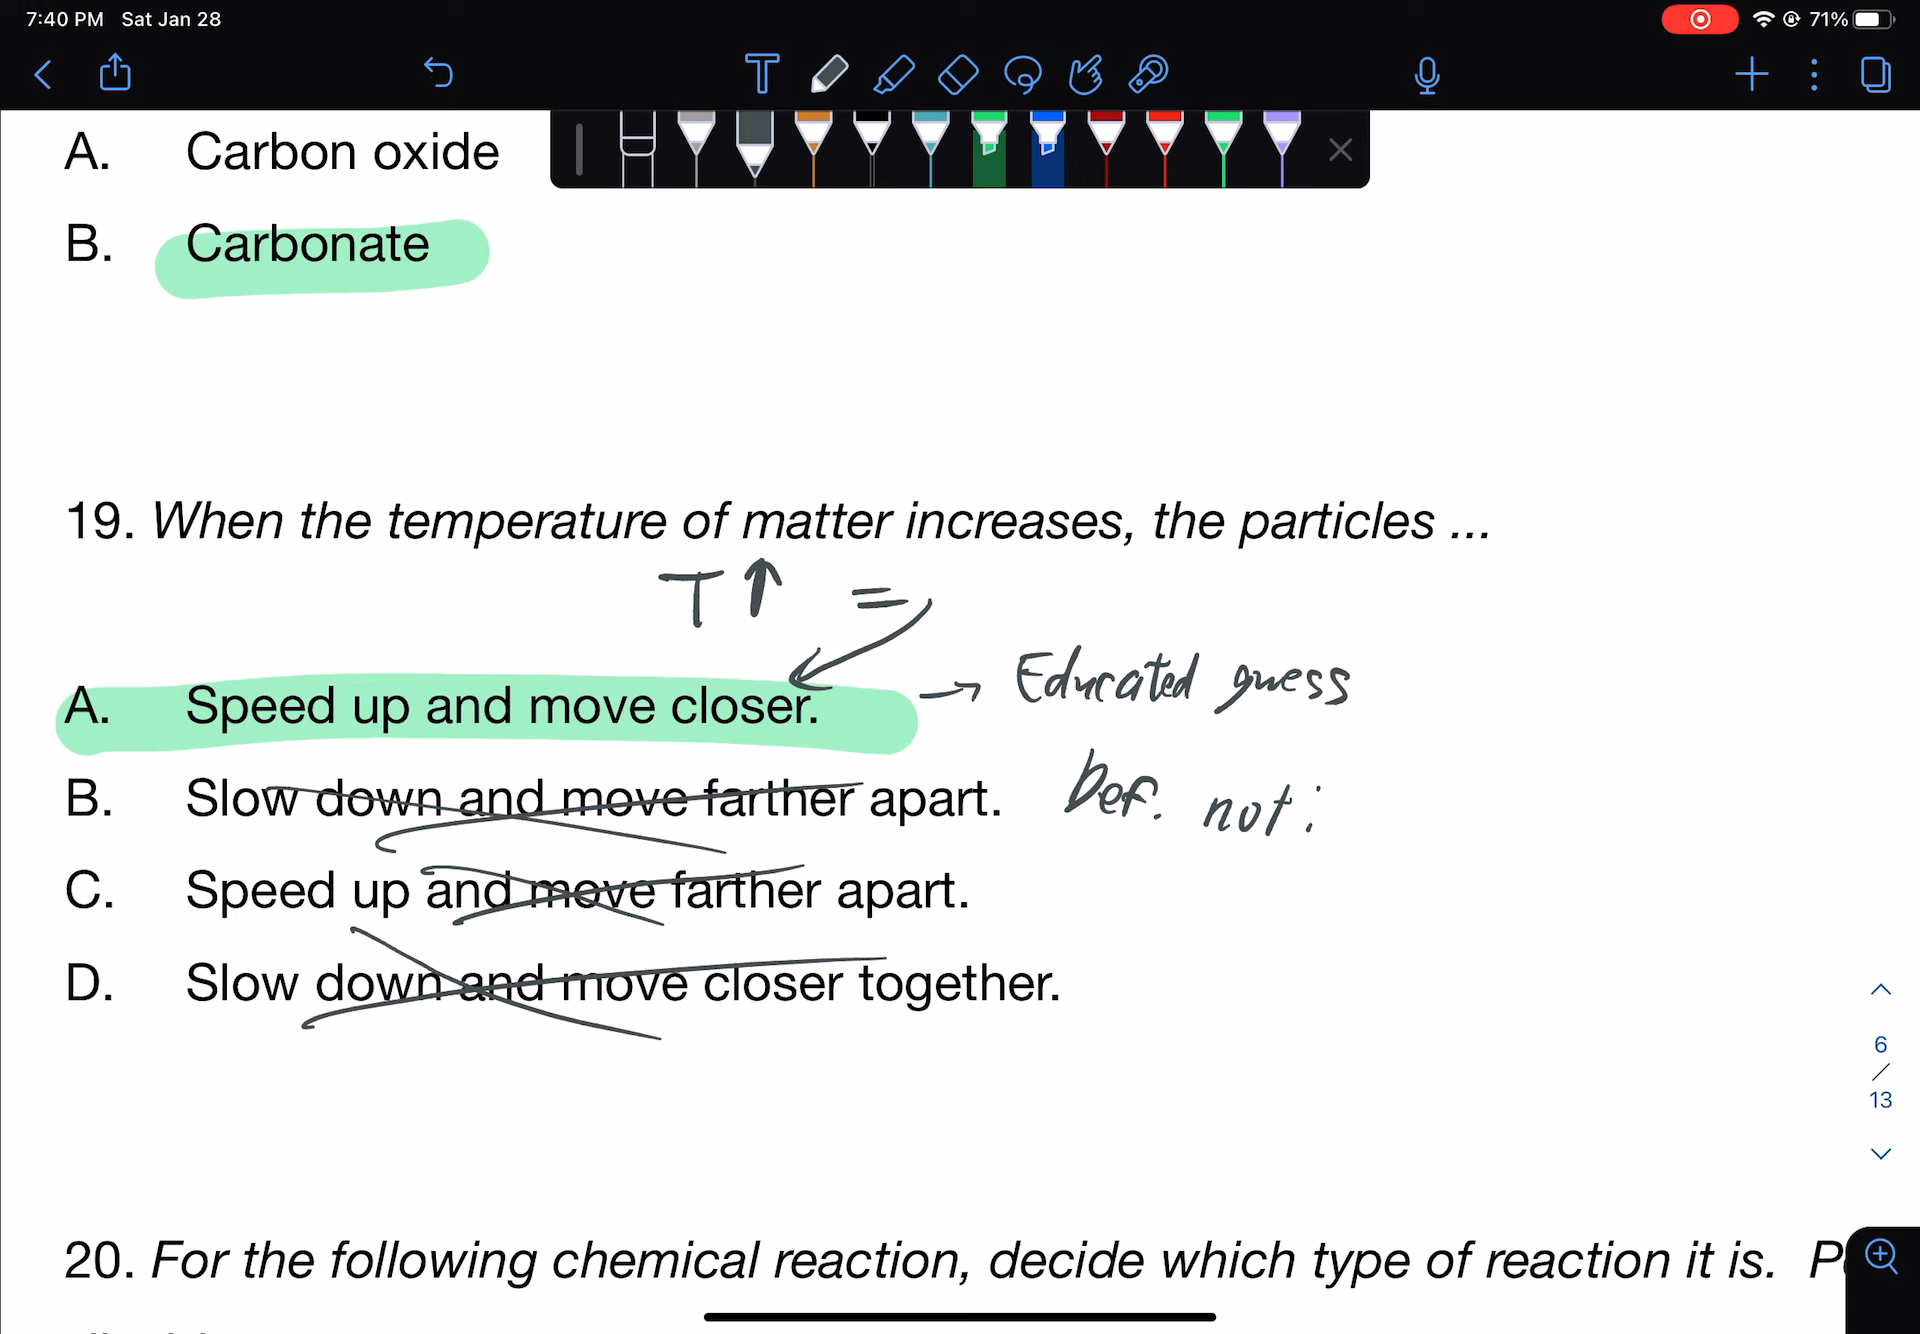 7:40 PM Sat Jan 28
71%
A. Carbon oxide
B. Carbonate
19. When the temperature of matter increases, the particles ...
T ↑ =
A. Speed up and move closer.
→ Educated guess
B. Slow down and move farther apart.
Def. not:
C. Speed up and move farther apart.
D. Slow down and move closer together.
6
/
13
20. For the following chemical reaction, decide which type of reaction it is. P